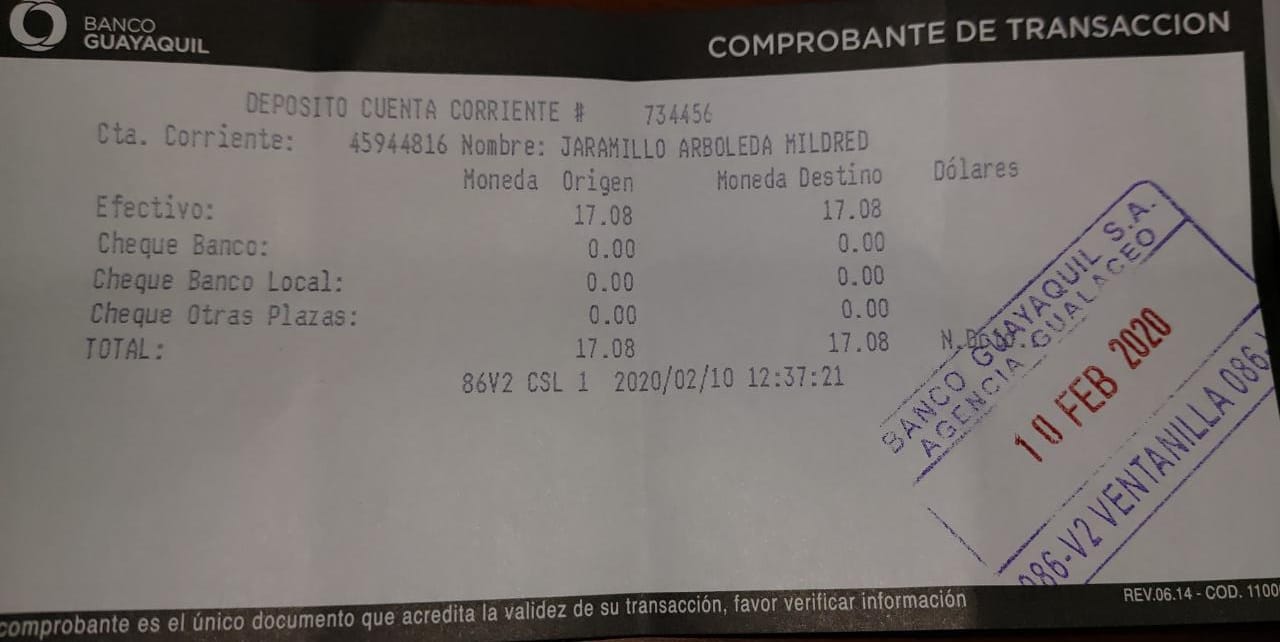 BANCO
GUAYAQUIL
COMPROBANTE DE TRANSACCION
DEPOSITO CUENTA CORRIENTE # 734456
Cta. Corriente: 45944816 Nombre: JARAMILLO ARBOLEDA MILDRED
Moneda Origen Moneda Destino Dólares
Efectivo: 17.08 17.08
Cheque Banco: 0.00 0.00
Cheque Banco Local: 0.00 0.00
Cheque Otras Plazas: 0.00 0.00
TOTAL: 17.08 17.08
86V2 CSL 1 2020/02/10 12:37:21
BANCO GUAYAQUIL S.A.
AGENCIA GUALACEO
10 FEB 2020
086-V2 VENTANILLA 086-
comprobante es el único documento que acredita la validez de su transacción, favor verificar información
REV.06.14 - COD. 1100